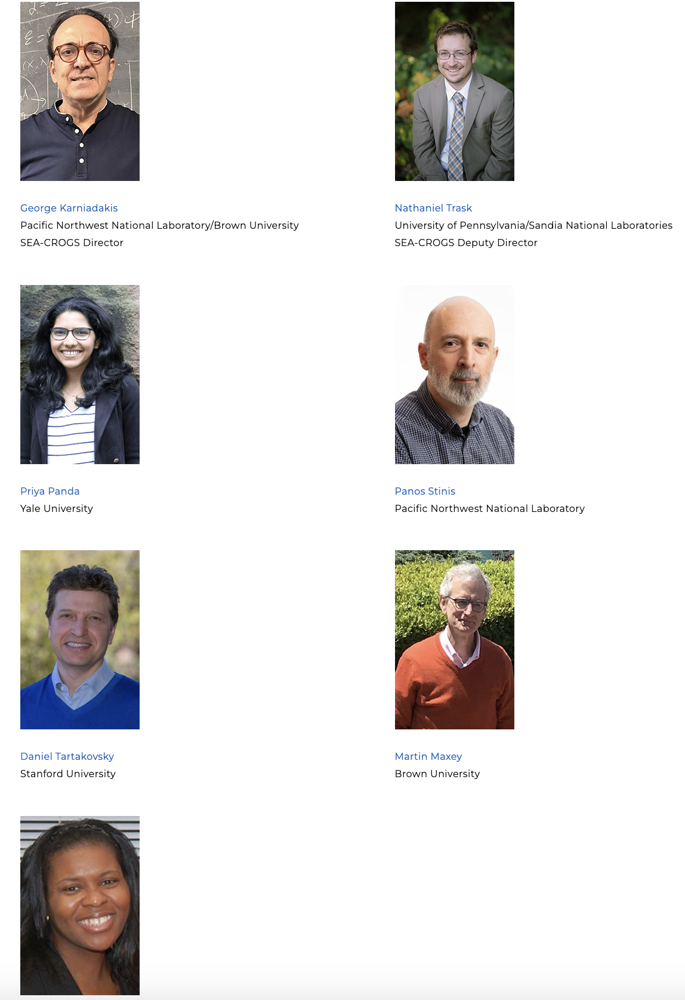 George Karniadakis
Pacific Northwest National Laboratory/Brown University
SEA-CROGS Director
Nathaniel Trask
University of Pennsylvania/Sandia National Laboratories
SEA-CROGS Deputy Director
Priya Panda
Yale University
Panos Stinis
Pacific Northwest National Laboratory
Daniel Tartakovsky
Stanford University
Martin Maxey
Brown University